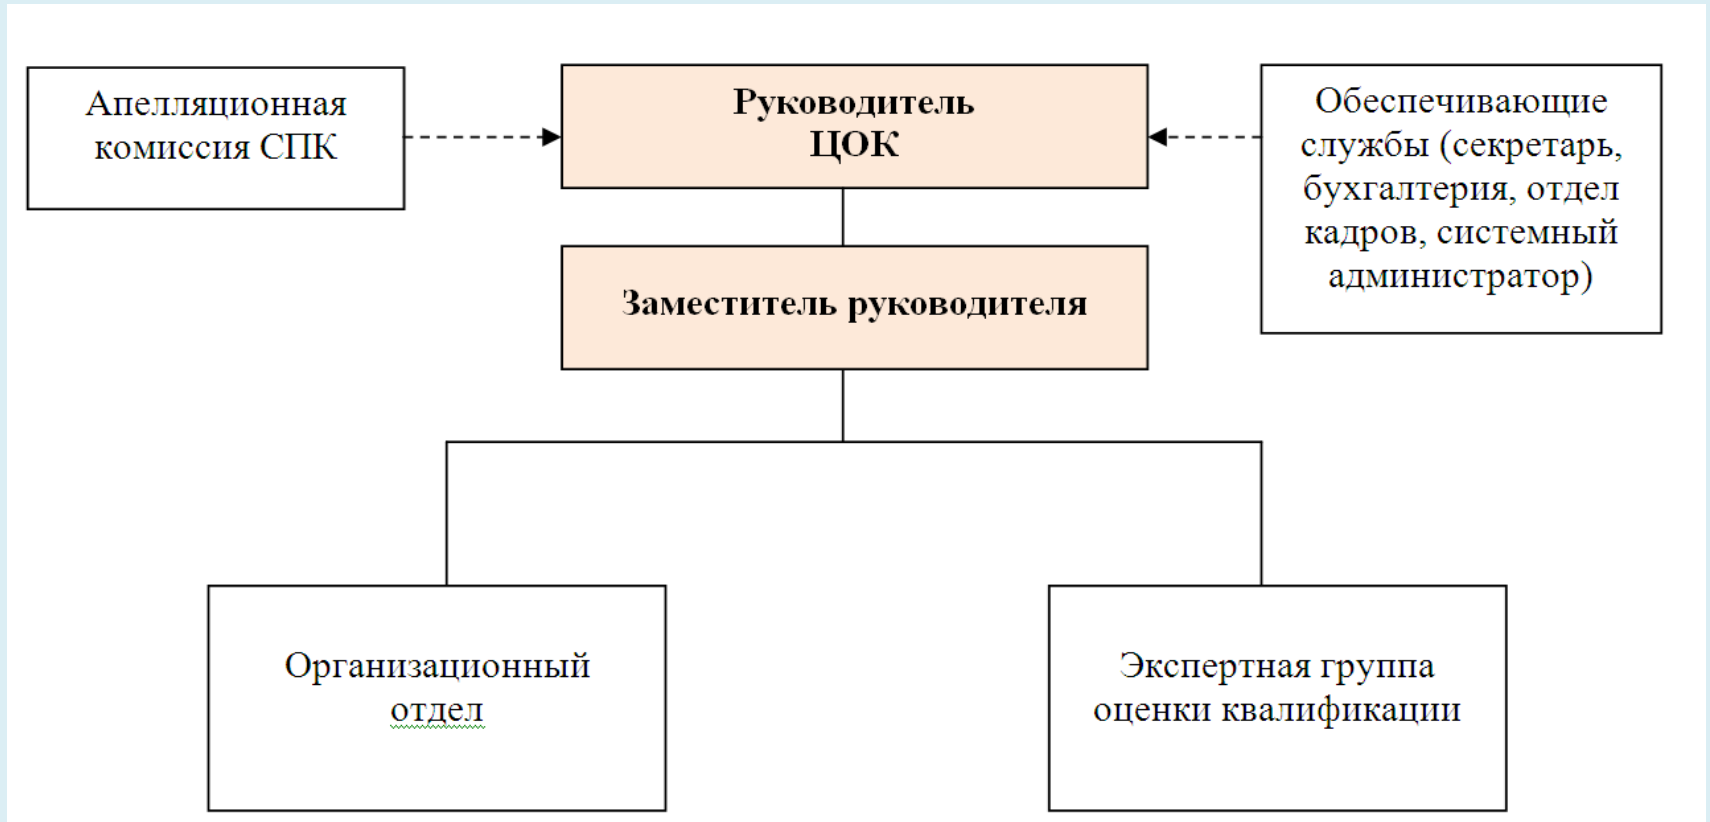 Апелляционная
комиссия СПК
Руководитель
ЦОК
Обеспечивающие
службы (секретарь,
бухгалтерия, отдел
кадров, системный
администратор)
Заместитель руководителя
Организационный
отдел
Экспертная группа
оценки квалификации